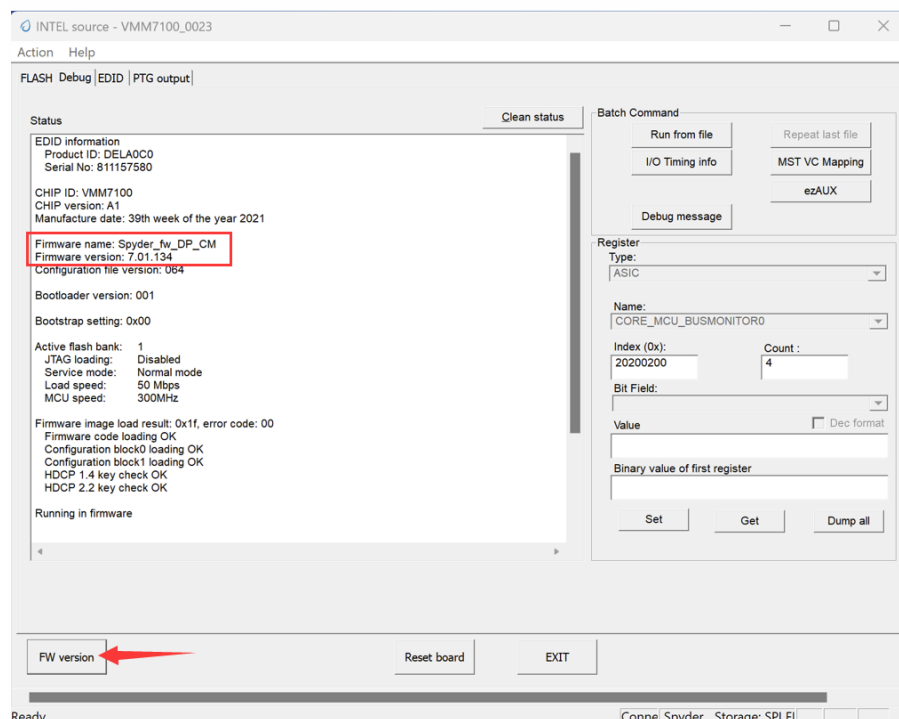 INTEL source - VMM7100_0023
Action Help
FLASH Debug EDID PTG output
Status
Clean status
EDID information
Product ID: DELA0C0
Serial No: 811157580
CHIP ID: VMM7100
CHIP version: A1
Manufacture date: 39th week of the year 2021
Firmware name: Spyder_fw_DP_CM
Firmware version: 7.01.134
Configuration file version: 064
Bootloader version: 001
Bootstrap setting: 0x00
Active flash bank: 1
JTAG loading: Disabled
Service mode: Normal mode
Load speed: 50 Mbps
MCU speed: 300MHz
Firmware image load result: 0x1f, error code: 00
Firmware code loading OK
Configuration block0 loading OK
Configuration block1 loading OK
HDCP 1.4 key check OK
HDCP 2.2 key check OK
Running in firmware
Batch Command
Run from file Repeat last file
I/O Timing info MST VC Mapping
ezAUX
Debug message
Register
Type:
ASIC
Name:
CORE_MCU_BUSMONITOR0
Index (0x): Count :
20200200 4
Bit Field:
Value Dec format
Binary value of first register
Set Get Dump all
FW version Reset board EXIT
Ready Conne Spyder Storage: SPI FI